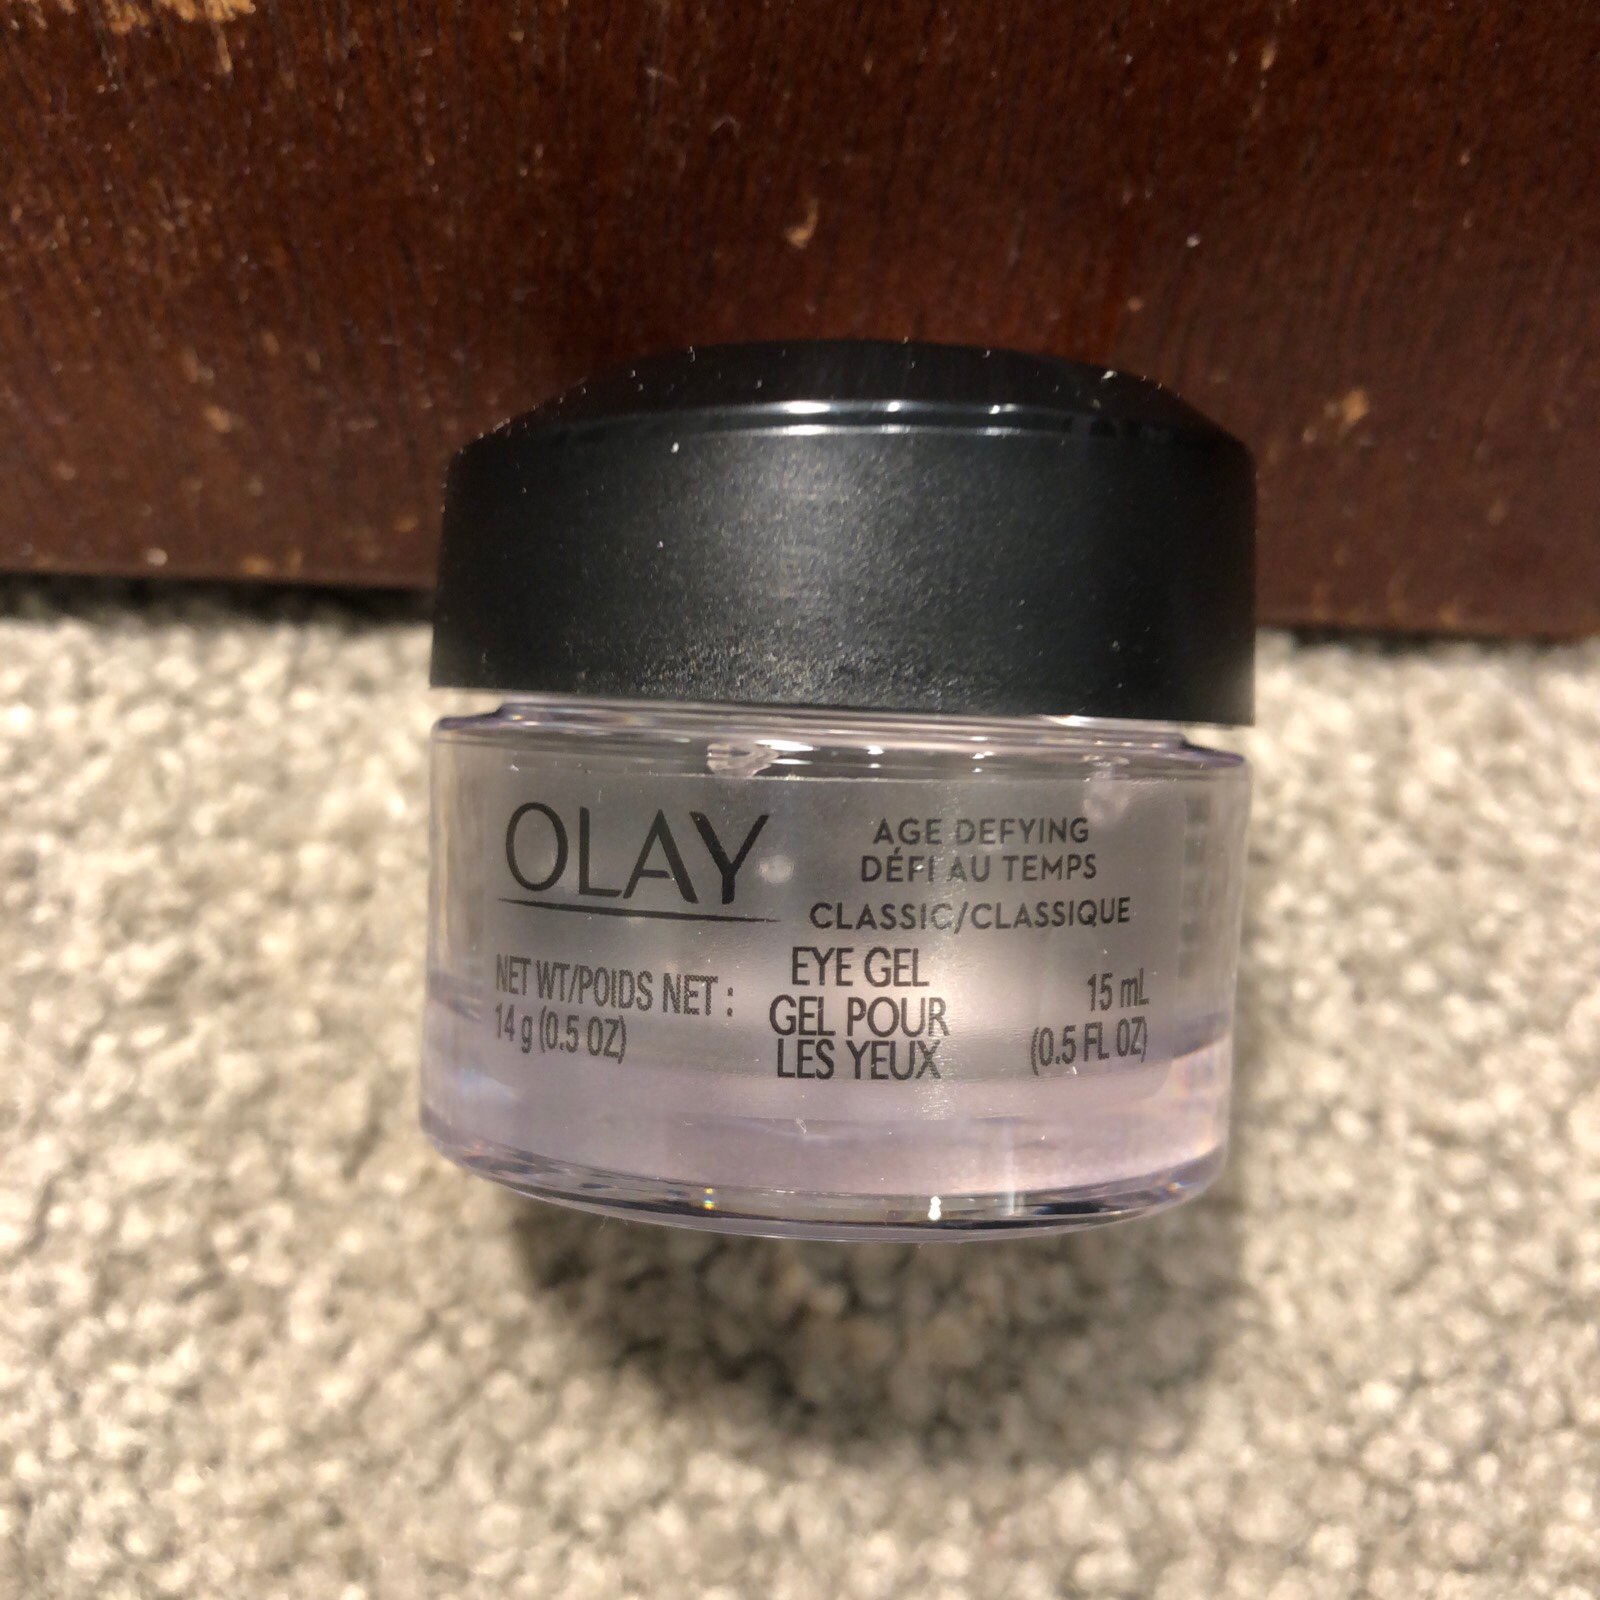 OLAY
AGE DEFYING
DÉFI AU TEMPS
CLASSIC/CLASSIQUE
EYE GEL
GEL POUR
LES YEUX
NET WT/POIDS NET :
14 g (0.5 OZ)
15 mL
(0.5 FL OZ)